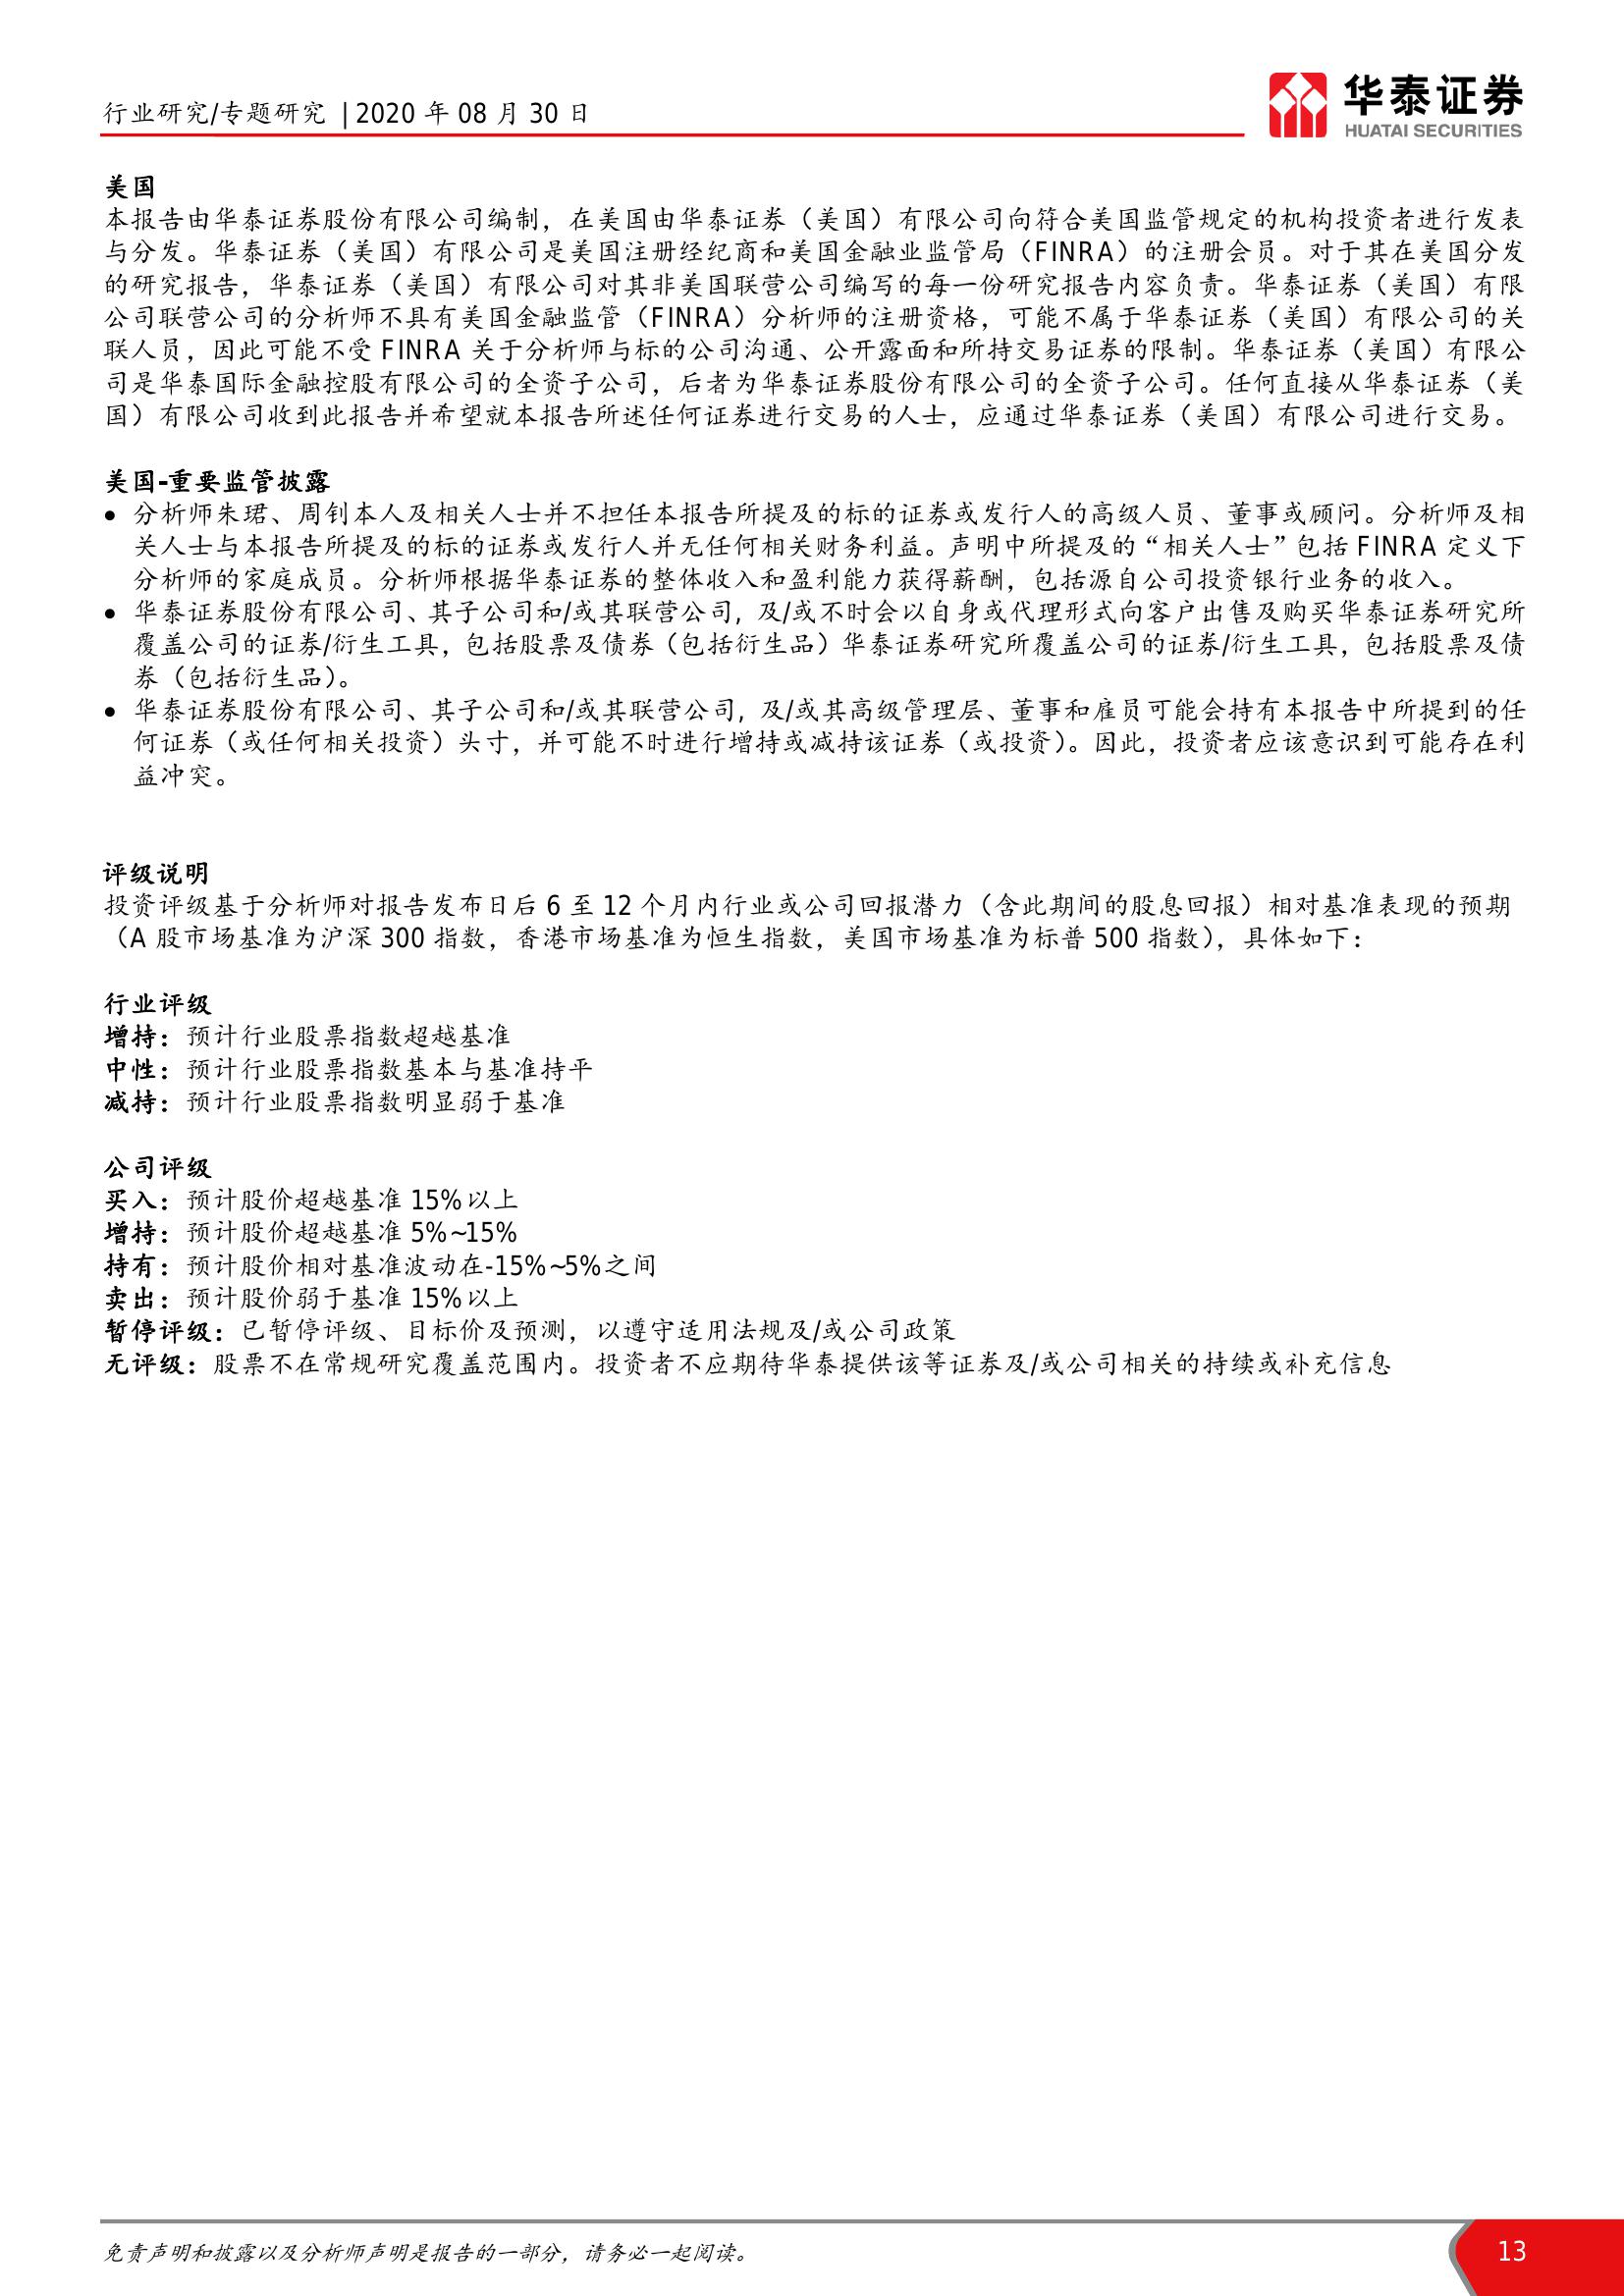 行业研究/专题研究 | 2020 年 08 月 30 日
华泰证券
HUATAI SECURITIES
美国
本报告由华泰证券股份有限公司编制，在美国由华泰证券（美国）有限公司向符合美国监管规定的机构投资者进行发表
与分发。华泰证券（美国）有限公司是美国注册经纪商和美国金融业监管局（FINRA）的注册会员。对于其在美国分发
的研究报告，华泰证券（美国）有限公司对其非美国联营公司编写的每一份研究报告内容负责。华泰证券（美国）有限
公司联营公司的分析师不具有美国金融监管（FINRA）分析师的注册资格，可能不属于华泰证券（美国）有限公司的关
联人员，因此可能不受 FINRA 关于分析师与标的公司沟通、公开露面和所持交易证券的限制。华泰证券（美国）有限公
司是华泰国际金融控股有限公司的全资子公司，后者为华泰证券股份有限公司的全资子公司。任何直接从华泰证券（美
国）有限公司收到此报告并希望就本报告所述任何证券进行交易的人士，应通过华泰证券（美国）有限公司进行交易。
美国-重要监管披露
● 分析师朱珺、周钊本人及相关人士并不担任本报告所提及的标的证券或发行人的高级人员、董事或顾问。分析师及相
关人士与本报告所提及的标的证券或发行人并无任何相关财务利益。声明中所提及的“相关人士”包括 FINRA 定义下
分析师的家庭成员。分析师根据华泰证券的整体收入和盈利能力获得薪酬，包括源自公司投资银行业务的收入。
● 华泰证券股份有限公司、其子公司和/或其联营公司, 及/或不时会以自身或代理形式向客户出售及购买华泰证券研究所
覆盖公司的证券/衍生工具，包括股票及债券（包括衍生品）华泰证券研究所覆盖公司的证券/衍生工具，包括股票及债
券（包括衍生品）。
● 华泰证券股份有限公司、其子公司和/或其联营公司, 及/或其高级管理层、董事和雇员可能会持有本报告中所提到的任
何证券（或任何相关投资）头寸，并可能不时进行增持或减持该证券（或投资）。因此，投资者应该意识到可能存在利
益冲突。
评级说明
投资评级基于分析师对报告发布日后 6 至 12 个月内行业或公司回报潜力（含此期间的股息回报）相对基准表现的预期
（A 股市场基准为沪深 300 指数，香港市场基准为恒生指数，美国市场基准为标普 500 指数），具体如下：
行业评级
增持：预计行业股票指数超越基准
中性：预计行业股票指数基本与基准持平
减持：预计行业股票指数明显弱于基准
公司评级
买入：预计股价超越基准 15%以上
增持：预计股价超越基准 5%~15%
持有：预计股价相对基准波动在-15%~5%之间
卖出：预计股价弱于基准 15%以上
暂停评级：已暂停评级、目标价及预测，以遵守适用法规及/或公司政策
无评级：股票不在常规研究覆盖范围内。投资者不应期待华泰提供该等证券及/或公司相关的持续或补充信息
免责声明和披露以及分析师声明是报告的一部分，请务必一起阅读。
13